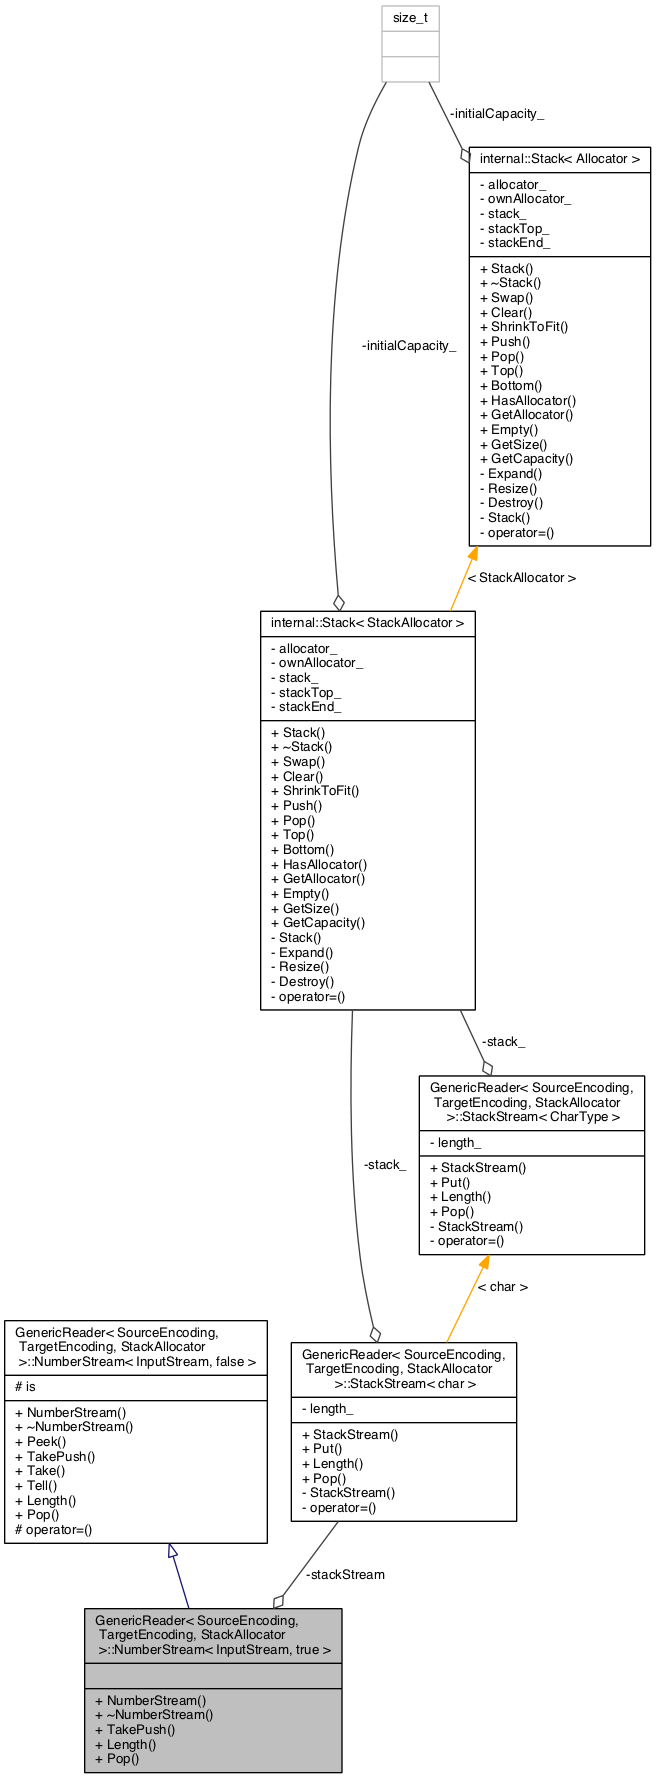 size_t
-initialCapacity_
internal::Stack< Allocator >
- allocator_
- ownAllocator_
- stack_
- stackTop_
- stackEnd_
+ Stack()
+ ~Stack()
+ Swap()
+ Clear()
+ ShrinkToFit()
+ Push()
+ Pop()
+ Top()
+ Bottom()
+ HasAllocator()
+ GetAllocator()
+ Empty()
+ GetSize()
+ GetCapacity()
- Expand()
- Resize()
- Destroy()
- Stack()
- operator=()
-initialCapacity_
< StackAllocator >
internal::Stack< StackAllocator >
- allocator_
- ownAllocator_
- stack_
- stackTop_
- stackEnd_
+ Stack()
+ ~Stack()
+ Swap()
+ Clear()
+ ShrinkToFit()
+ Push()
+ Pop()
+ Top()
+ Bottom()
+ HasAllocator()
+ GetAllocator()
+ Empty()
+ GetSize()
+ GetCapacity()
- Stack()
- Expand()
- Resize()
- Destroy()
- operator=()
-stack_
GenericReader< SourceEncoding,
TargetEncoding, StackAllocator
>::StackStream< CharType >
- length_
+ StackStream()
+ Put()
+ Length()
+ Pop()
- StackStream()
- operator=()
-stack_
< char >
GenericReader< SourceEncoding,
TargetEncoding, StackAllocator
>::NumberStream< InputStream, false >
# is
+ NumberStream()
+ ~NumberStream()
+ Peek()
+ TakePush()
+ Take()
+ Tell()
+ Length()
+ Pop()
# operator=()
GenericReader< SourceEncoding,
TargetEncoding, StackAllocator
>::StackStream< char >
- length_
+ StackStream()
+ Put()
+ Length()
+ Pop()
- StackStream()
- operator=()
-stackStream
GenericReader< SourceEncoding,
TargetEncoding, StackAllocator
>::NumberStream< InputStream, true >
+ NumberStream()
+ ~NumberStream()
+ TakePush()
+ Length()
+ Pop()